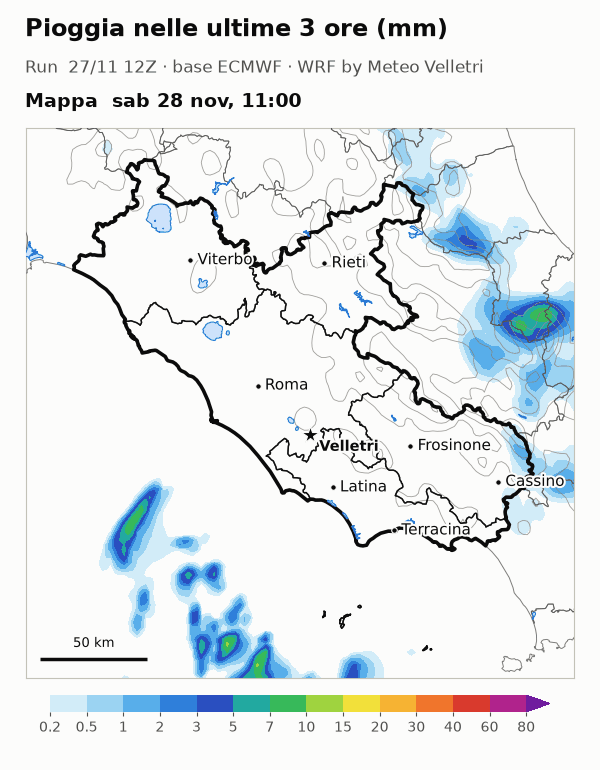 Pioggia nelle ultime 3 ore (mm)
Run  27/11 12Z · base ECMWF · WRF by Meteo Velletri
Mappa  sab 28 nov, 11:00
Viterbo
Rieti
Roma
Velletri
Frosinone
Latina
Cassino
Terracina
50 km
0.2 0.5 1 2 3 5 7 10 15 20 30 40 60 80